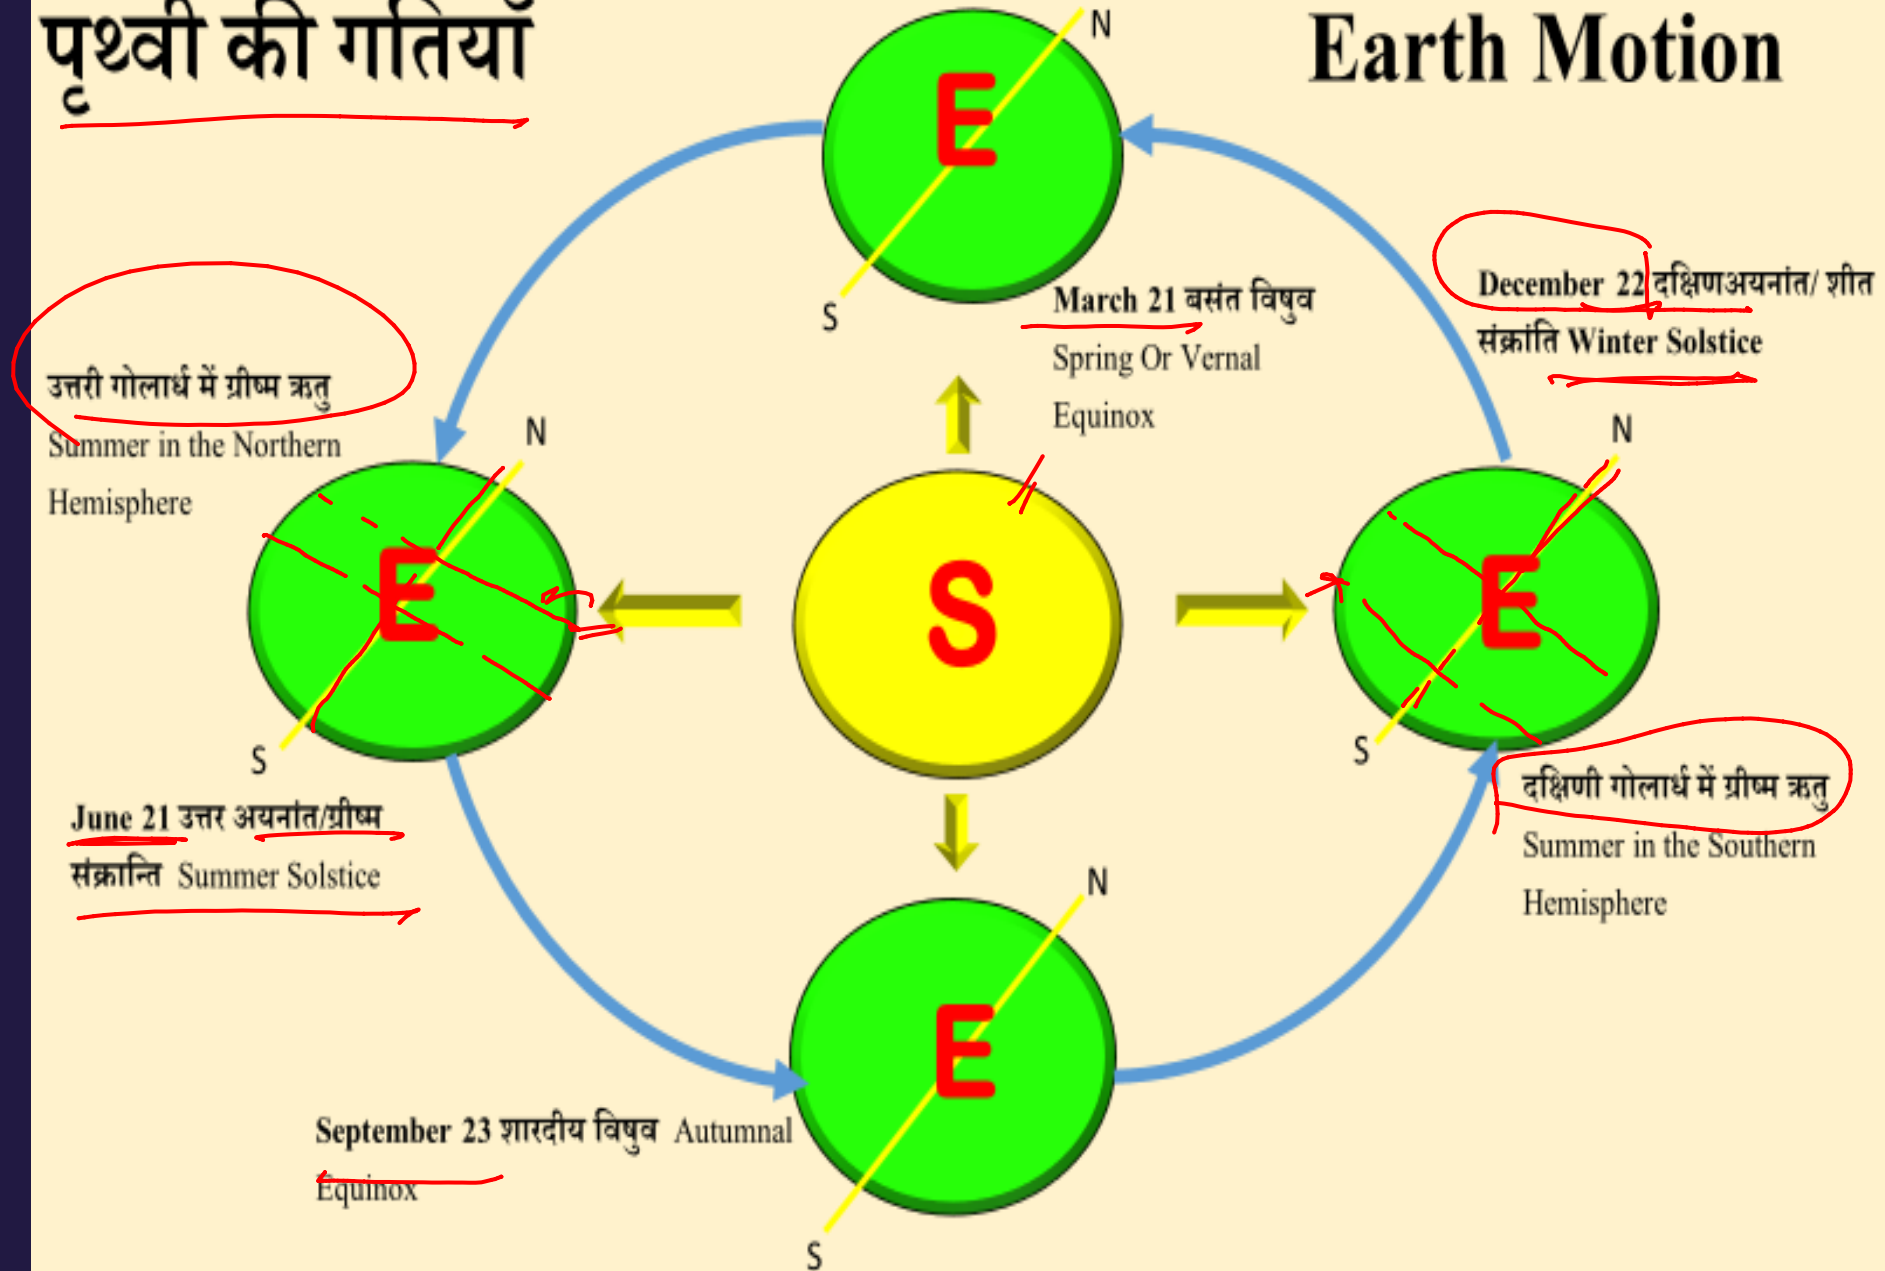 पृथ्वी की गतियाँ
Earth Motion
N
E
S
March 21 बसंत विषुव
Spring Or Vernal
Equinox
December 22 दक्षिणअयनांत/ शीत
संक्रांति Winter Solstice
उत्तरी गोलार्ध में ग्रीष्म ऋतु
Summer in the Northern
Hemisphere
N
E
S
S
N
E
S
June 21 उत्तर अयनांत/ग्रीष्म
संक्रान्ति Summer Solstice
दक्षिणी गोलार्ध में ग्रीष्म ऋतु
Summer in the Southern
Hemisphere
N
E
S
September 23 शारदीय विषुव Autumnal
Equinox